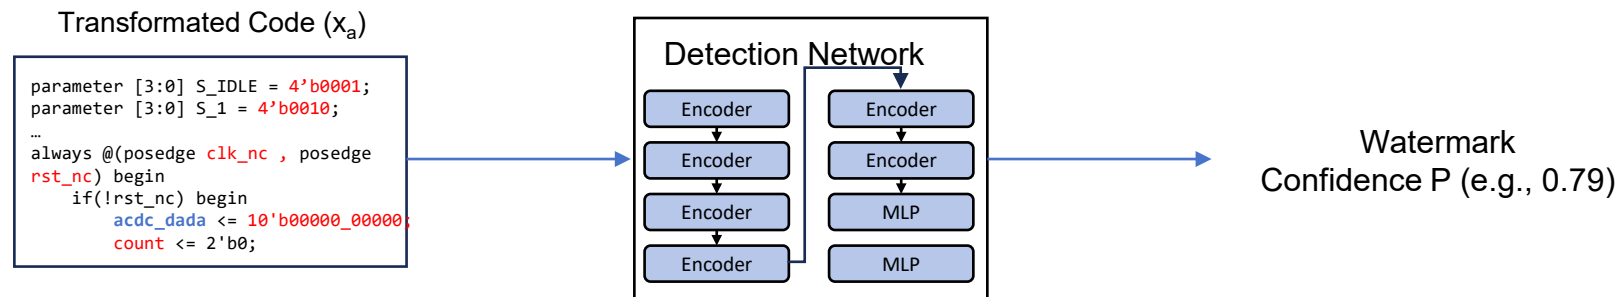 Transformated Code (xa)
parameter [3:0] S_IDLE = 4’b0001;
parameter [3:0] S_1 = 4’b0010;
…
always @(posedge clk_nc , posedge
rst_nc) begin
if(!rst_nc) begin
acdc_dada <= 10'b00000_00000;
count <= 2'b0;
Detection Network
Encoder
Encoder
Encoder
Encoder
Encoder
Encoder
MLP
MLP
Watermark
Confidence P (e.g., 0.79)